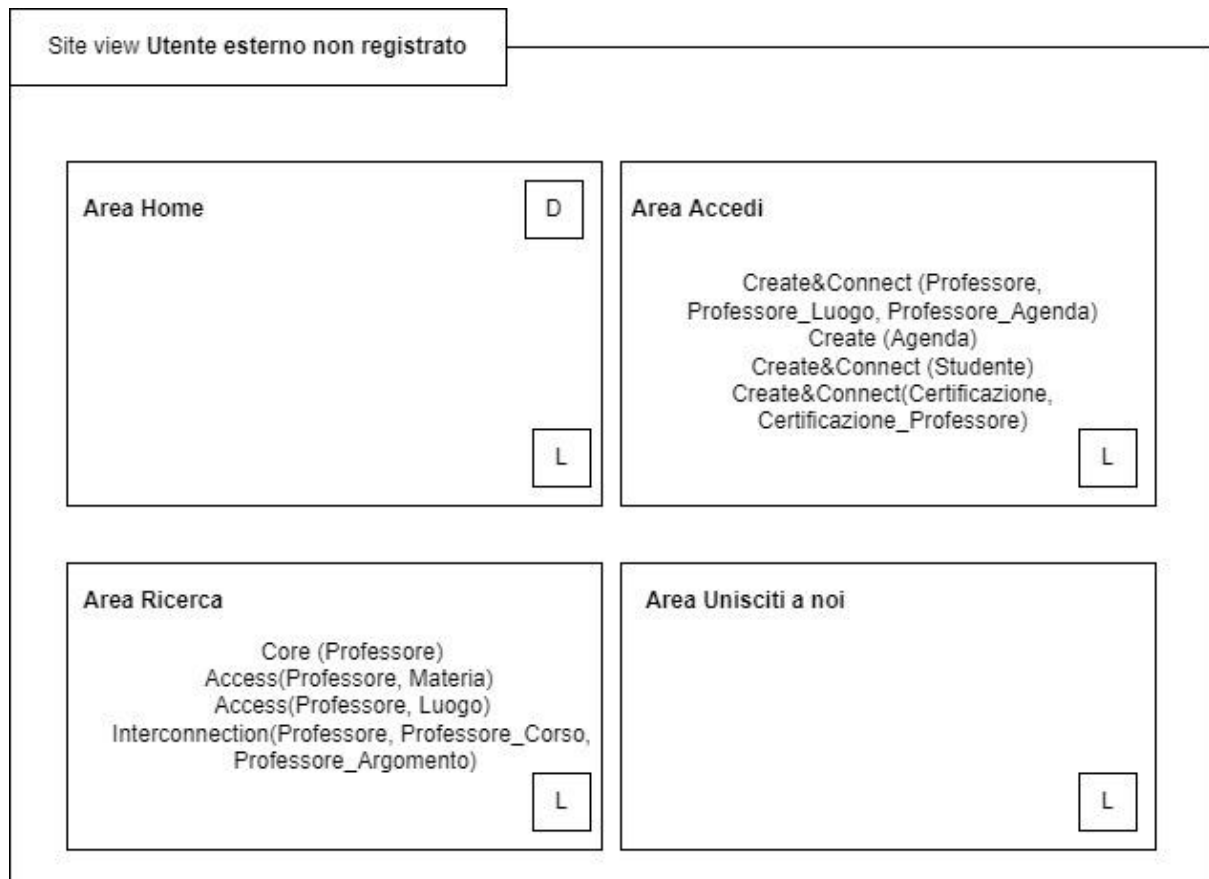 Site view Utente esterno non registrato
Area Home
D
L
Area Accedi
Create&Connect (Professore,
Professore_Luogo, Professore_Agenda)
Create (Agenda)
Create&Connect (Studente)
Create&Connect(Certificazione,
Certificazione_Professore)
L
Area Ricerca
Core (Professore)
Access(Professore, Materia)
Access(Professore, Luogo)
Interconnection(Professore, Professore_Corso,
Professore_Argomento)
L
Area Unisciti a noi
L